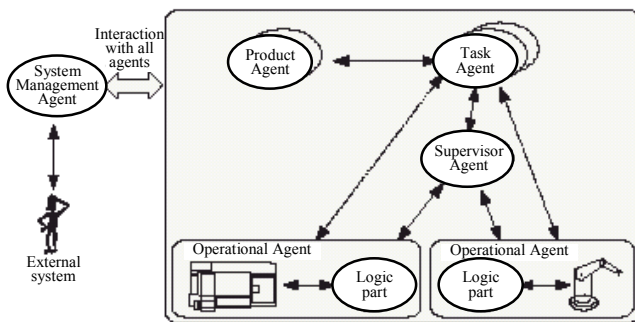 Interaction
with all
agents
System
Management
Agent
Product
Agent
Task
Agent
Supervisor
Agent
External
system
Operational Agent
Logic
part
Operational Agent
Logic
part